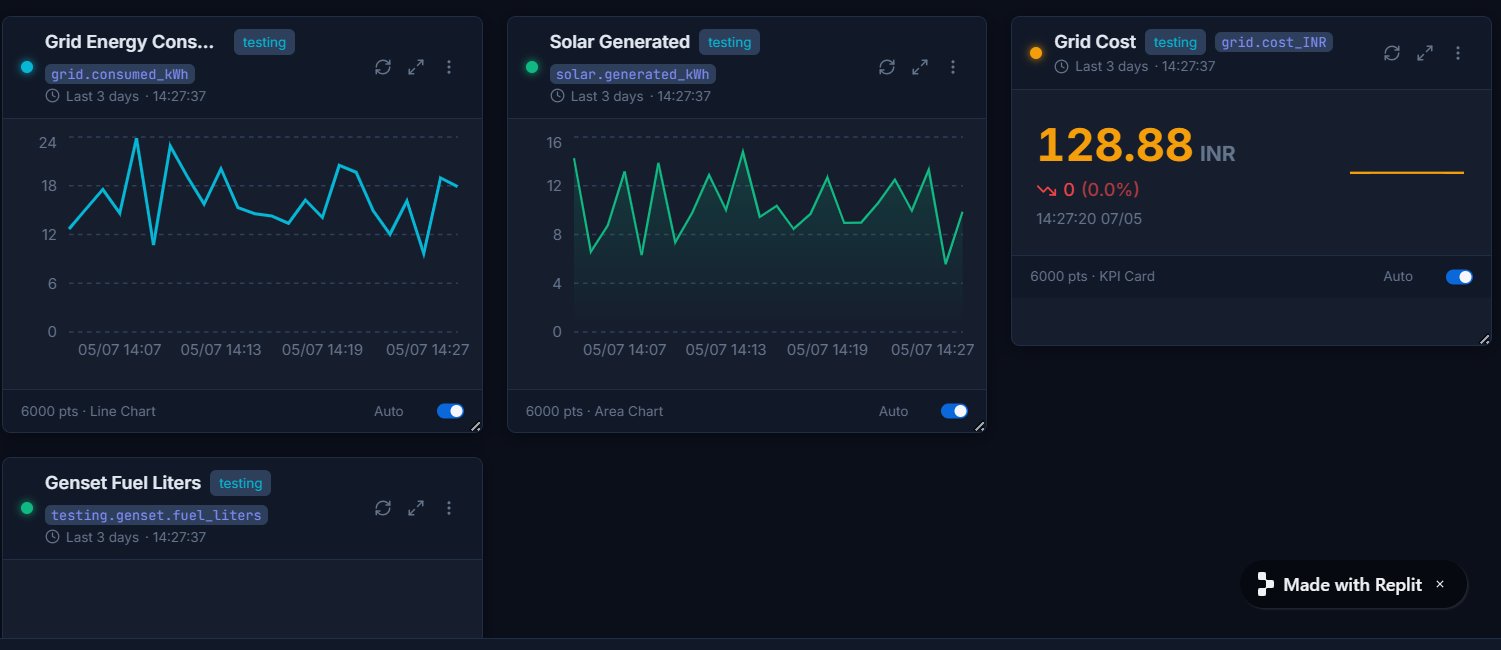 Grid Energy Cons... testing
grid.consumed_kWh
Last 3 days · 14:27:37
24
18
12
6
0
05/07 14:07 05/07 14:13 05/07 14:19 05/07 14:27
6000 pts · Line Chart Auto
Solar Generated testing
solar.generated_kWh
Last 3 days · 14:27:37
16
12
8
4
0
05/07 14:07 05/07 14:13 05/07 14:19 05/07 14:27
6000 pts · Area Chart Auto
Grid Cost testing grid.cost_INR
Last 3 days · 14:27:37
128.88 INR
0 (0.0%)
14:27:20 07/05
6000 pts · KPI Card Auto
Genset Fuel Liters testing
testing.genset.fuel_liters
Last 3 days · 14:27:37
Made with Replit ×